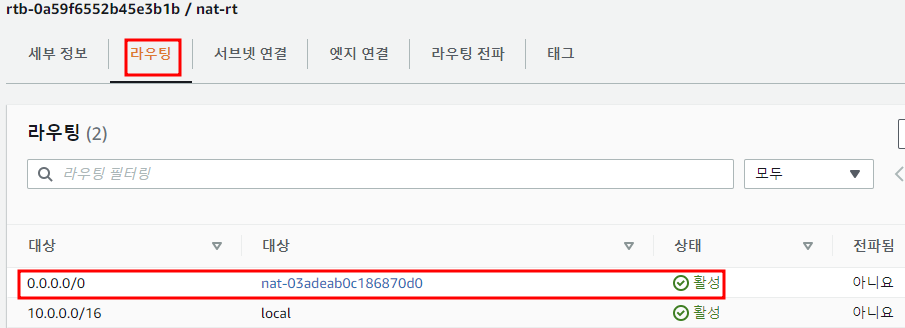 rtb-0a59f6552b45e3b1b / nat-rt
세부 정보 라우팅 서브넷 연결 엣지 연결 라우팅 전파 태그
라우팅 (2)
라우팅 필터링 모두
대상 대상 상태 전파됨
0.0.0.0/0 nat-03adeab0c186870d0 활성 아니요
10.0.0.0/16 local 활성 아니요